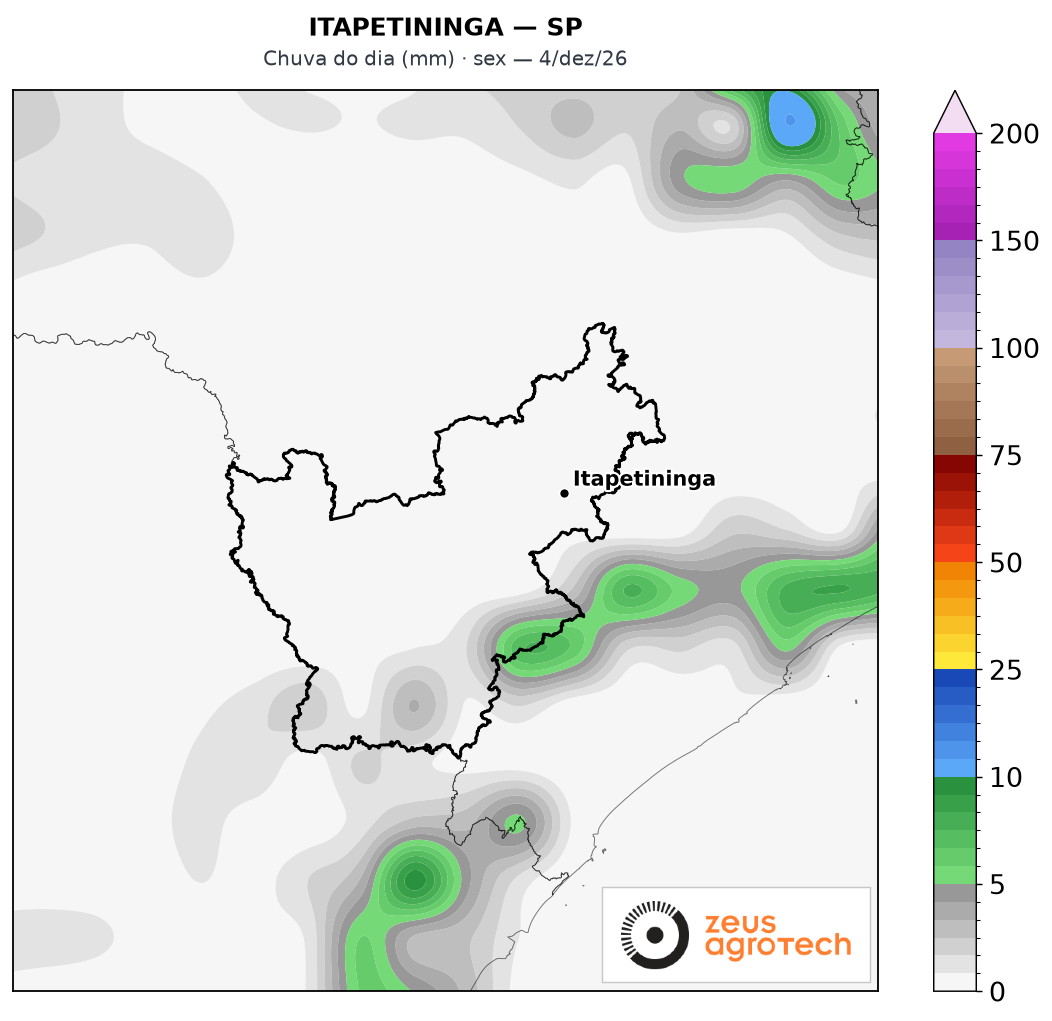 ITAPETININGA — SP
Chuva do dia (mm) · sex — 4/dez/26
200
150
100
75
50
25
10
5
0
Itapetininga
zeus
agrotech